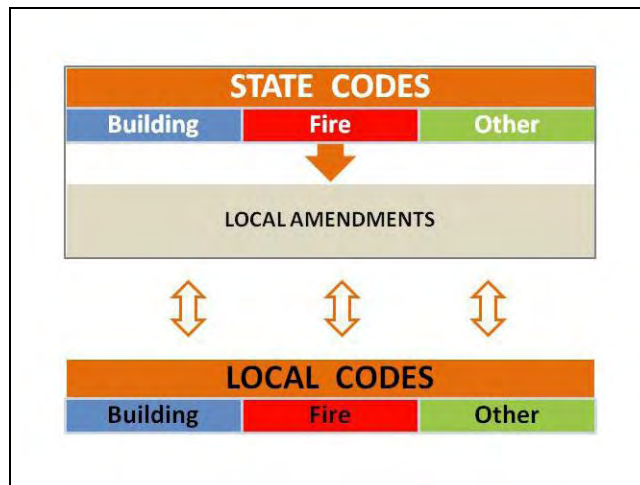 STATE CODES
Building Fire Other
LOCAL AMENDMENTS
LOCAL CODES
Building Fire Other